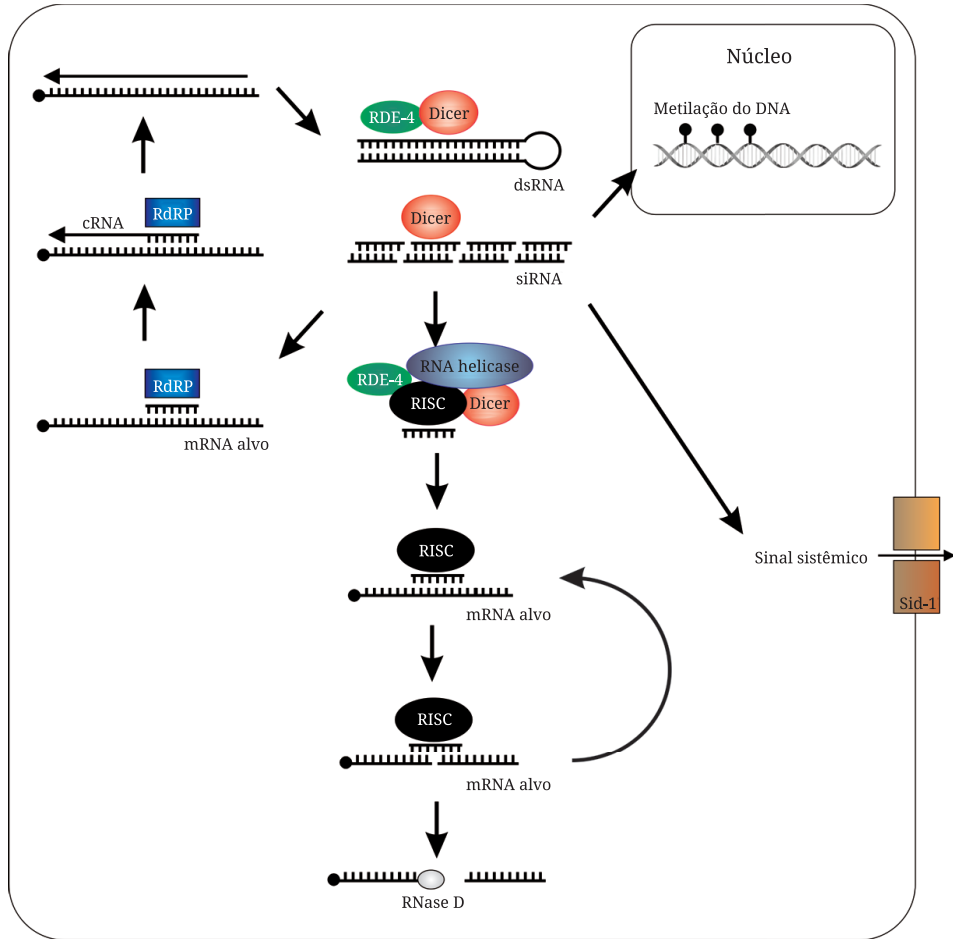 Núcleo
Metilação do DNA
RDE-4
Dicer
dsRNA
RdRP
cRNA
Dicer
siRNA
RNA helicase
RDE-4
RISC
Dicer
RdRP
mRNA alvo
RISC
mRNA alvo
Sinal sistêmico
Sid-1
RISC
mRNA alvo
RNase D